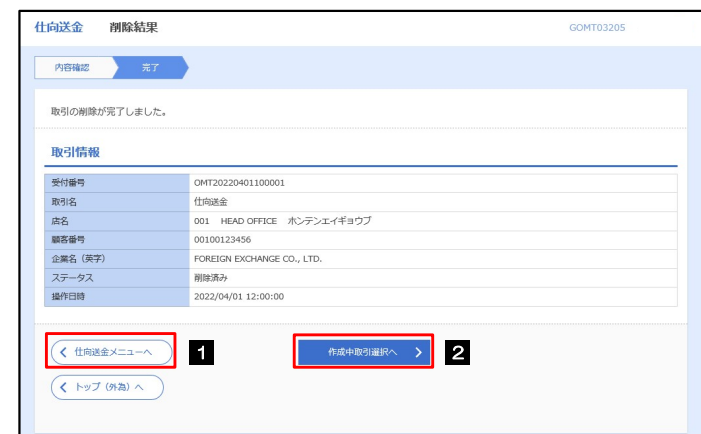 仕向送金 削除結果 GOMT03205
内容確認 完了
取引の削除が完了しました。
取引情報
受付番号 OMT20220401100001
取引名 仕向送金
店名 001 HEAD OFFICE ホンテンエイギョウブ
顧客番号 00100123456
企業名（英字） FOREIGN EXCHANGE CO., LTD.
ステータス 削除済み
操作日時 2022/04/01 12:00:00
仕向送金メニューへ 1 作成中取引選択へ 2
トップ（外為）へ